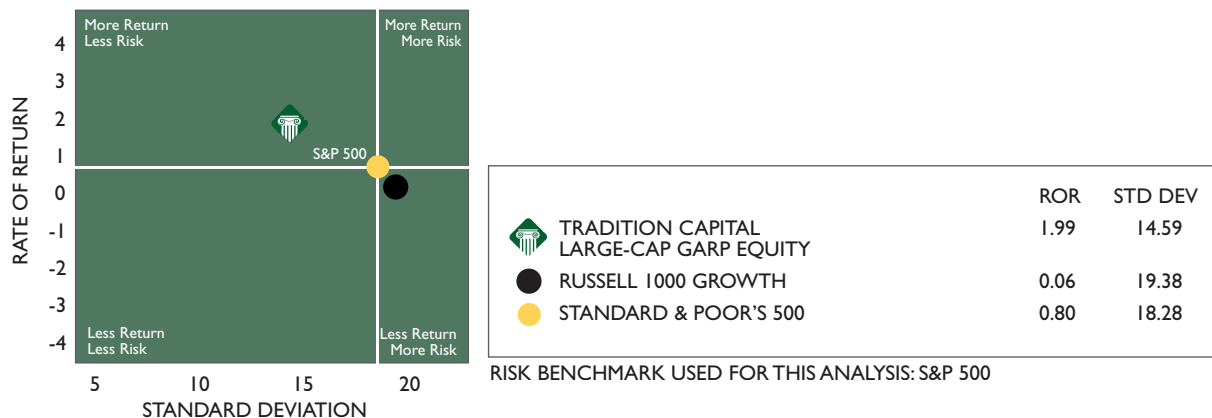 RATE OF RETURN
4
3
2
1
0
-1
-2
-3
-4
More Return
Less Risk
More Return
More Risk
S&P 500
Less Return
Less Risk
Less Return
More Risk
5 10 15 20
STANDARD DEVIATION
ROR STD DEV
TRADITION CAPITAL 1.99 14.59
LARGE-CAP GARP EQUITY
RUSSELL 1000 GROWTH 0.06 19.38
STANDARD & POOR'S 500 0.80 18.28
RISK BENCHMARK USED FOR THIS ANALYSIS: S&P 500